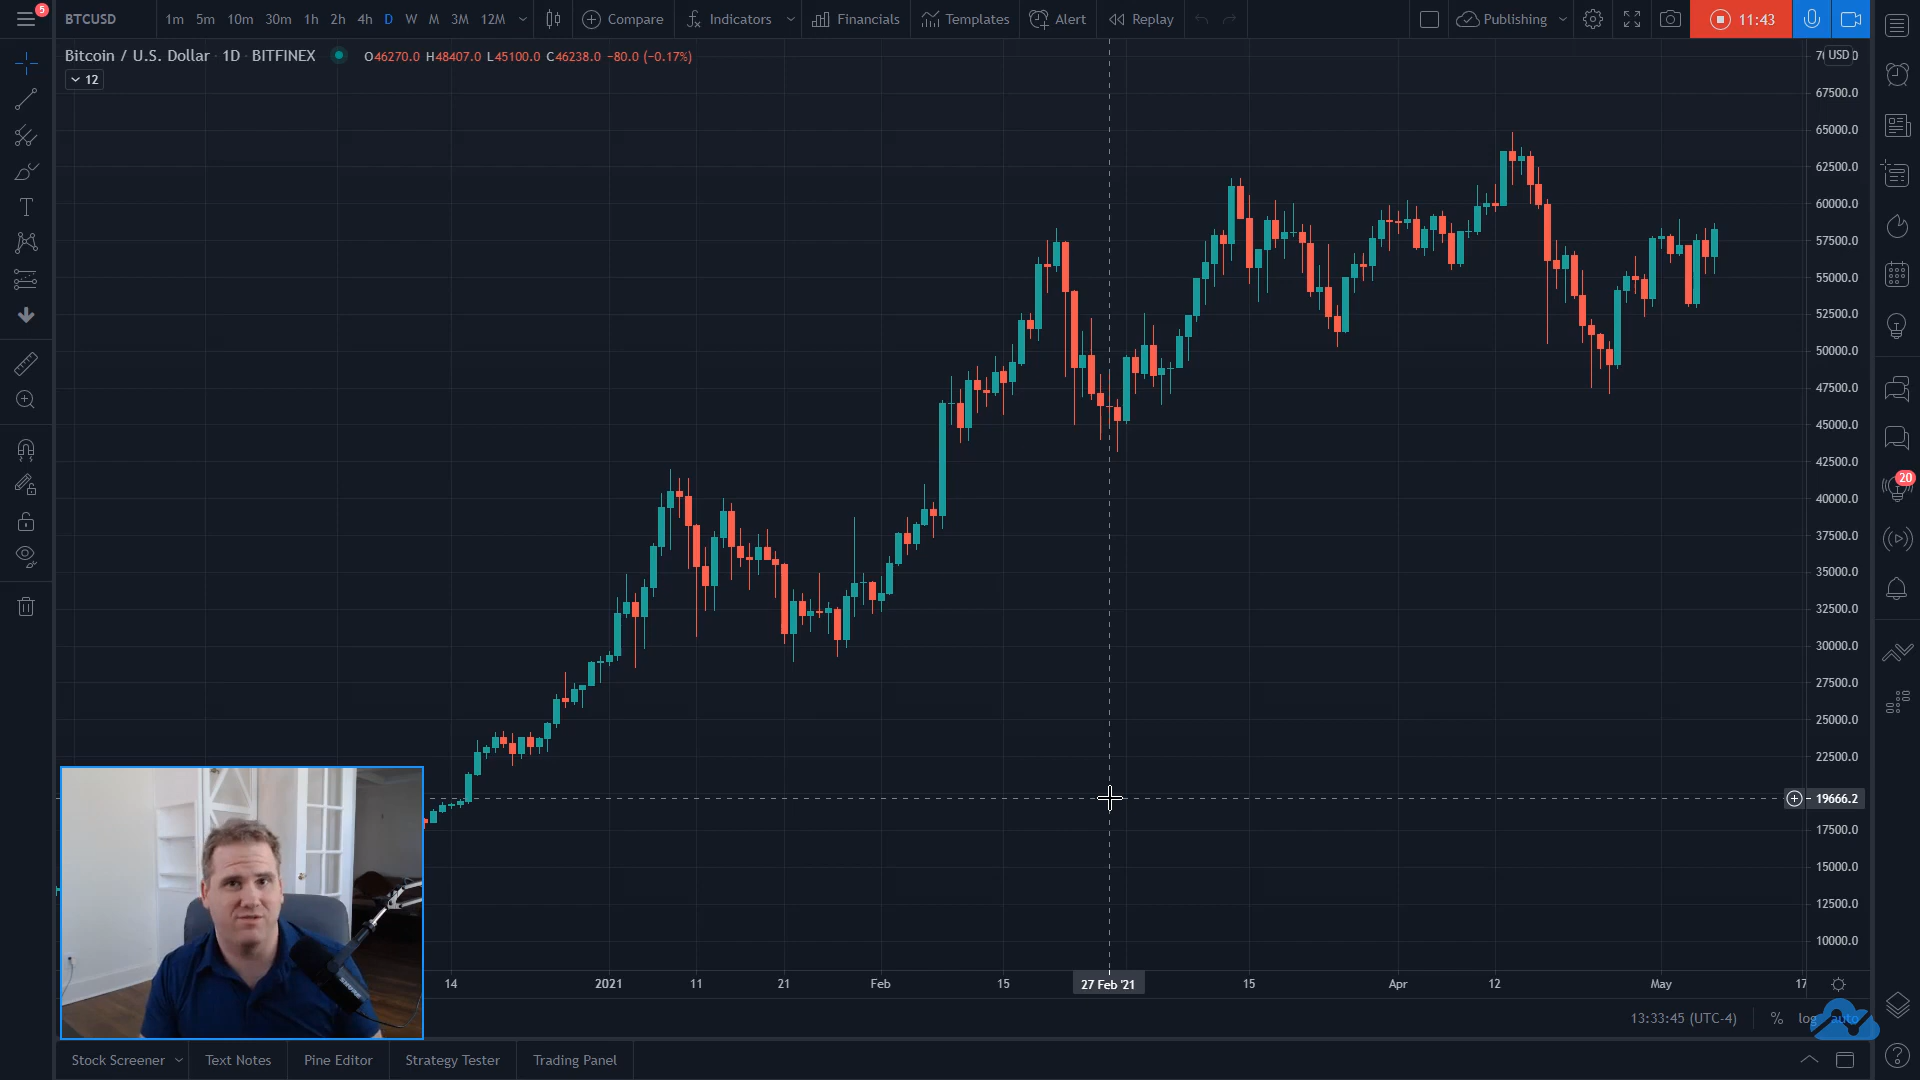 5
BTCUSD
1m 5m 10m 30m 1h 2h 4h D W M 3M 12M
Compare
Indicators
Financials
Templates
Alert
Replay
Publishing
11:43
Bitcoin / U.S. Dollar · 1D · BITFINEX
O46270.0 H48407.0 L45100.0 C46238.0 −80.0 (−0.17%)
12
USD
67500.0
65000.0
62500.0
60000.0
57500.0
55000.0
52500.0
50000.0
47500.0
45000.0
42500.0
40000.0
37500.0
35000.0
32500.0
30000.0
27500.0
25000.0
22500.0
19666.2
17500.0
15000.0
12500.0
10000.0
20
14 2021 11 21 Feb 15 27 Feb '21 15 Apr 12 May 17
13:33:45 (UTC-4) % log auto
Stock Screener Text Notes Pine Editor Strategy Tester Trading Panel